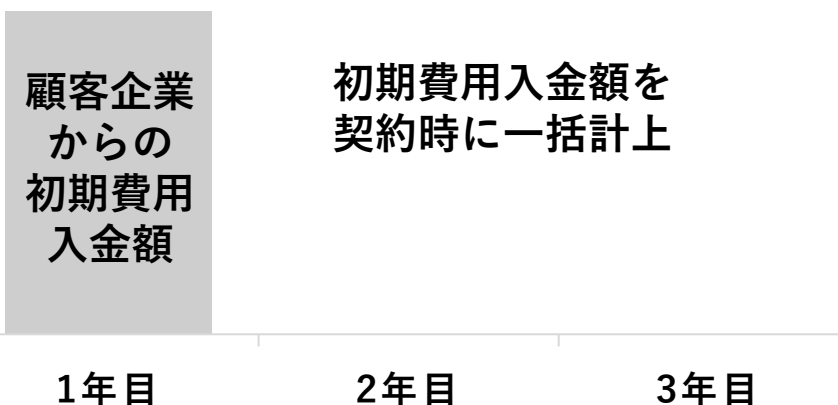 顧客企業
からの
初期費用
入金額
初期費用入金額を
契約時に一括計上
1年目
2年目
3年目